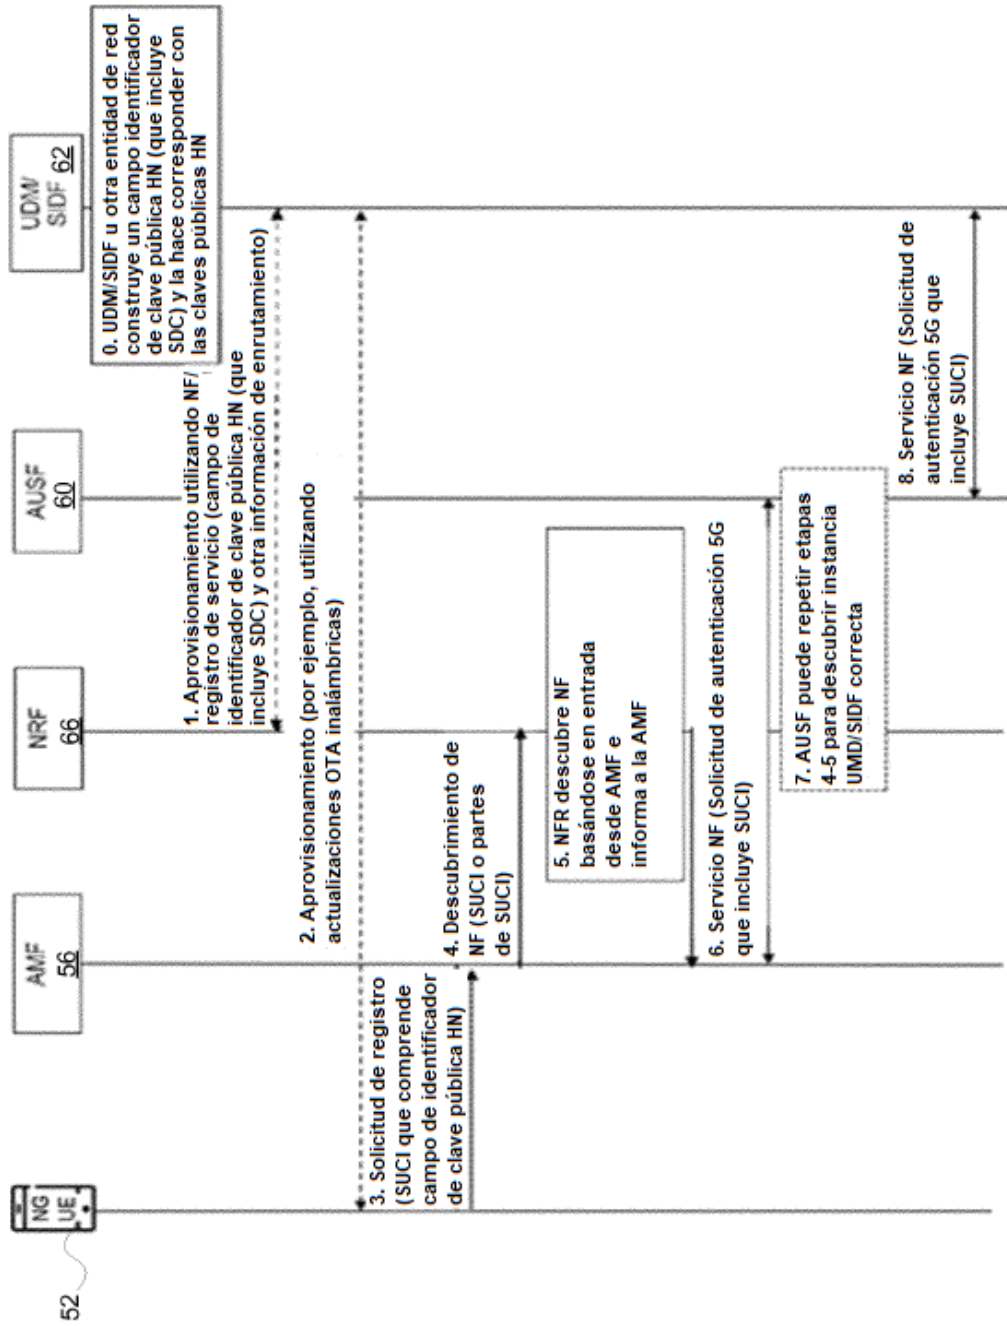 NG
UE
52
AMF
56
NRF
66
AUSF
60
UDM/
SIDF 62
0. UDM/SIDF u otra entidad de red
construye un campo identificador
de clave pública HN (que incluye
SDC) y la hace corresponder con
las claves públicas HN
1. Aprovisionamiento utilizando NF/
registro de servicio (campo de
identificador de clave pública HN (que
incluye SDC) y otra información de enrutamiento)
2. Aprovisionamiento (por ejemplo, utilizando
actualizaciones OTA inalámbricas)
3. Solicitud de registro
(SUCI que comprende
campo de identificador
de clave pública HN)
4. Descubrimiento de
NF (SUCI o partes
de SUCI)
5. NFR descubre NF
basándose en entrada
desde AMF e
informa a la AMF
6. Servicio NF (Solicitud de autenticación 5G
que incluye SUCI)
7. AUSF puede repetir etapas
4-5 para descubrir instancia
UMD/SIDF correcta
8. Servicio NF (Solicitud de
autenticación 5G que
incluye SUCI)